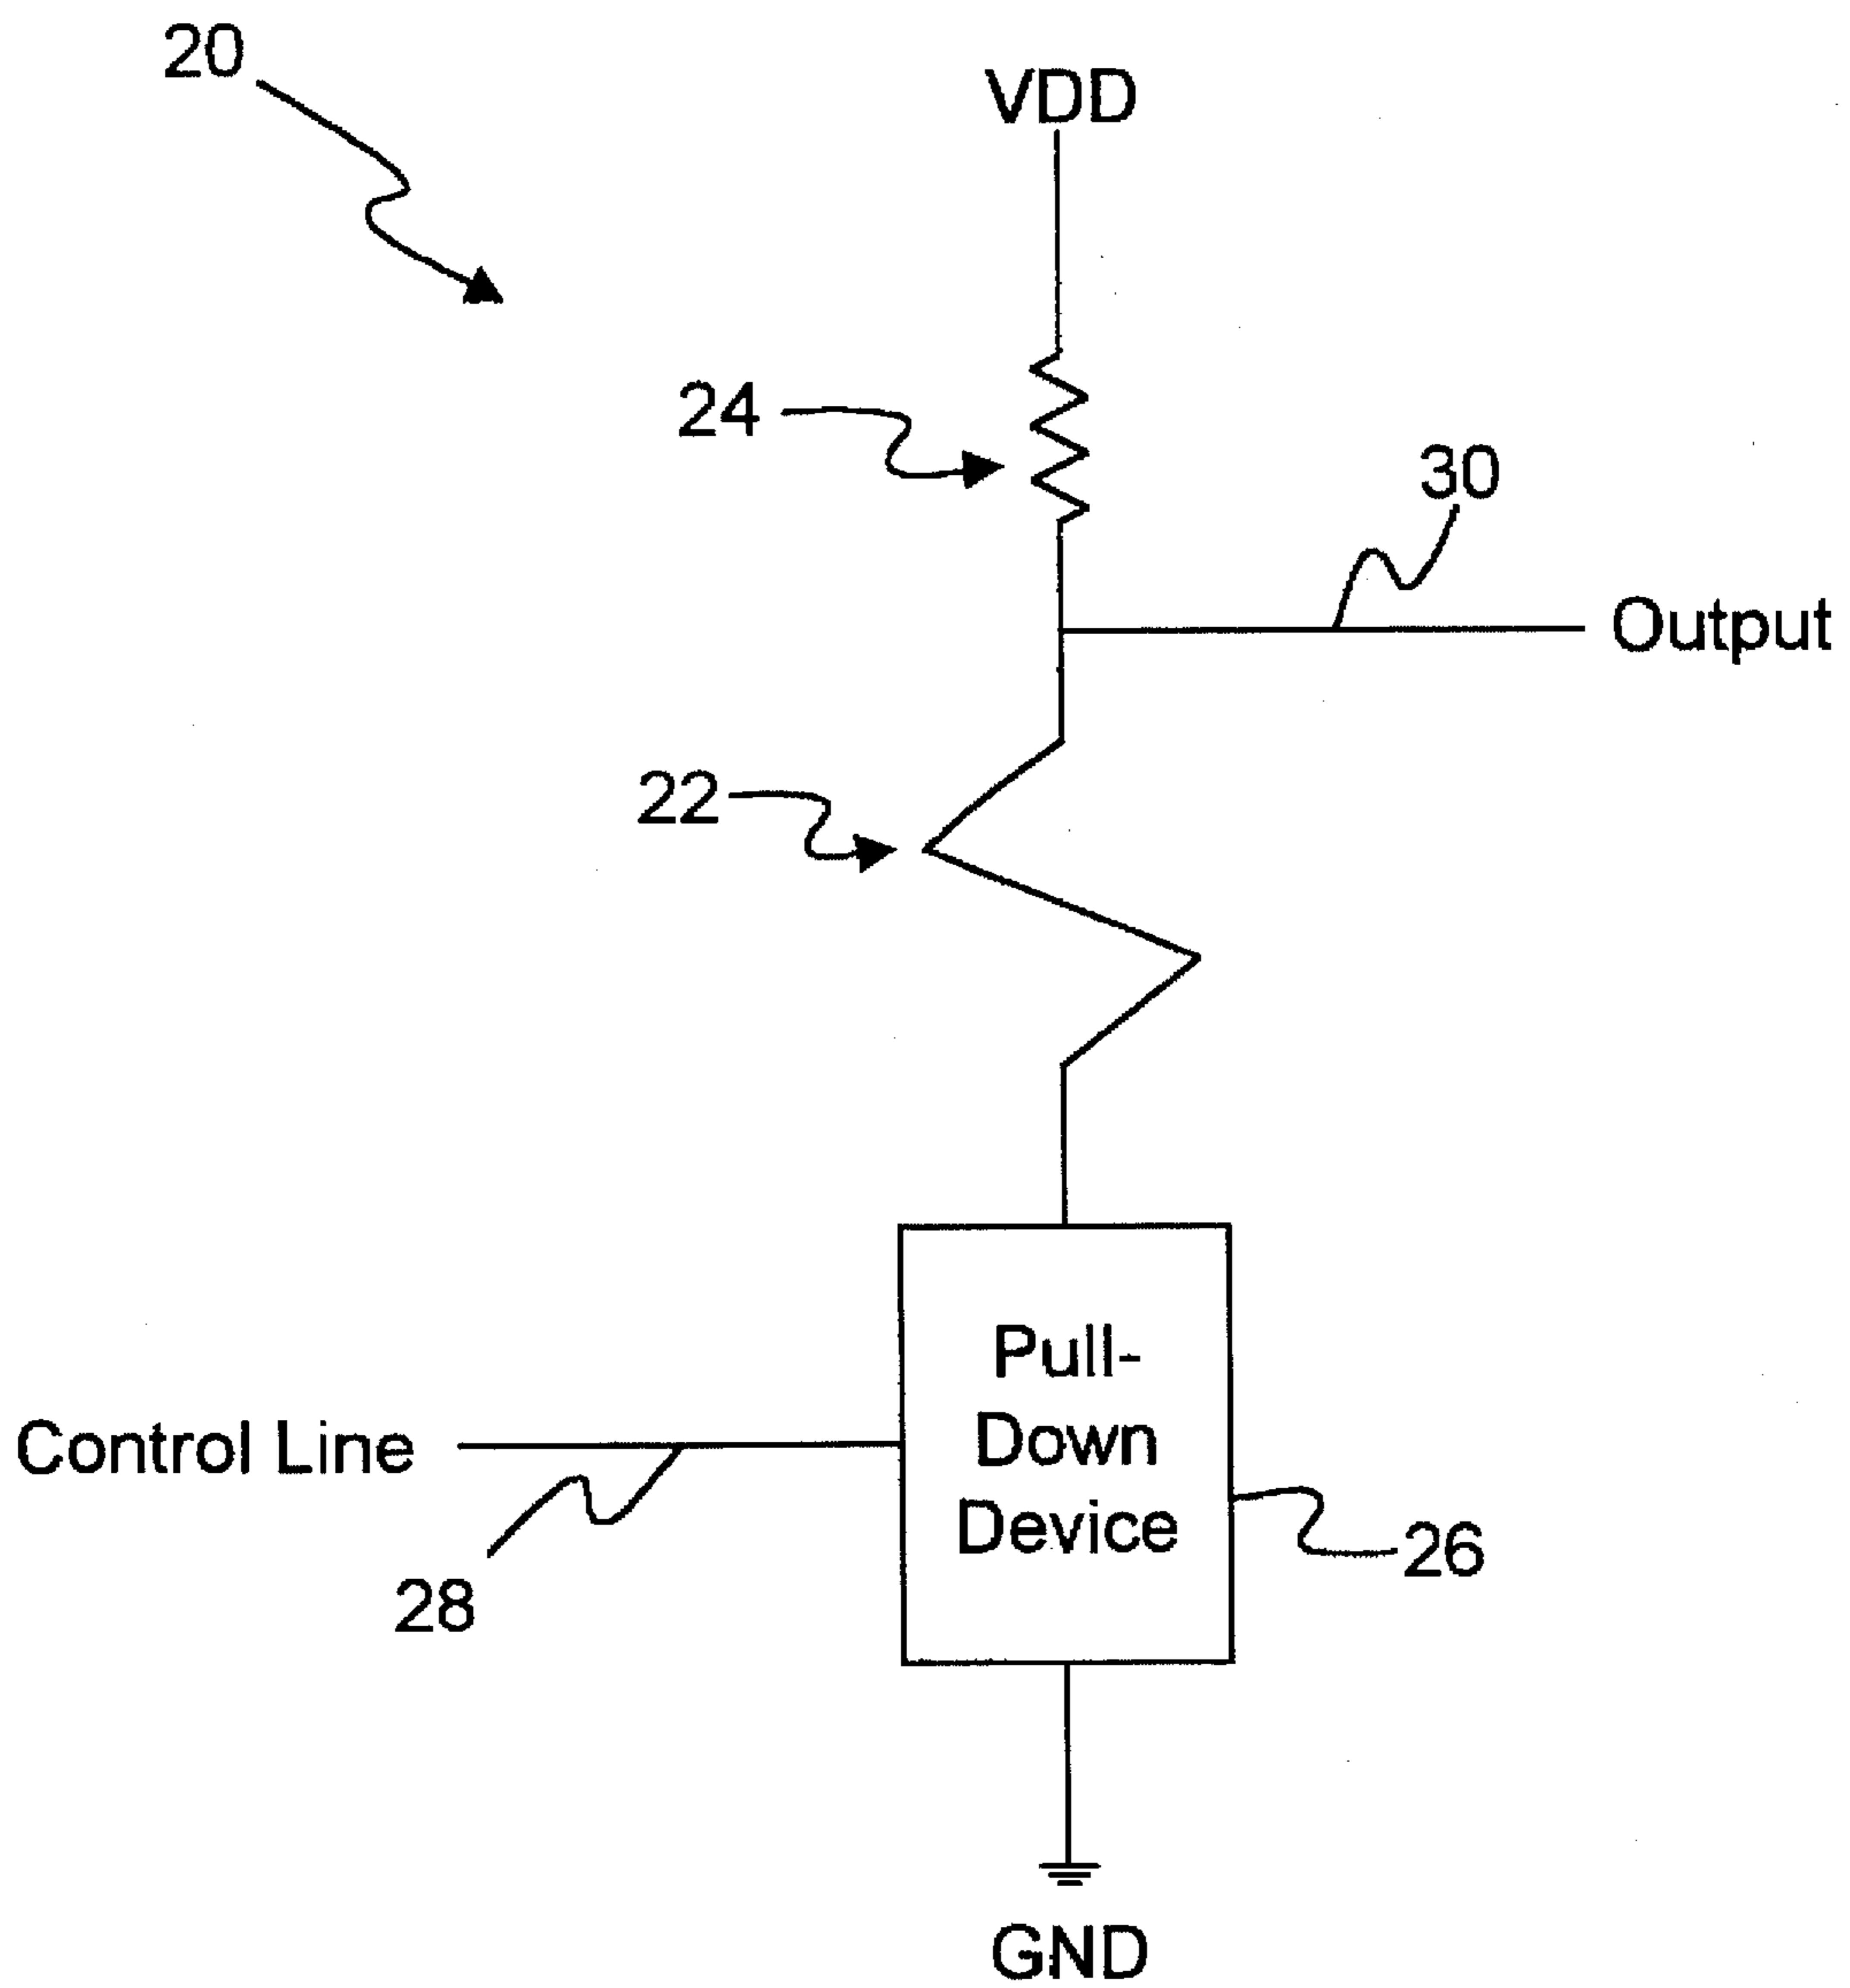 20
VDD
24
30
Output
22
Pull-
Down
Device
Control Line
28
26
GND